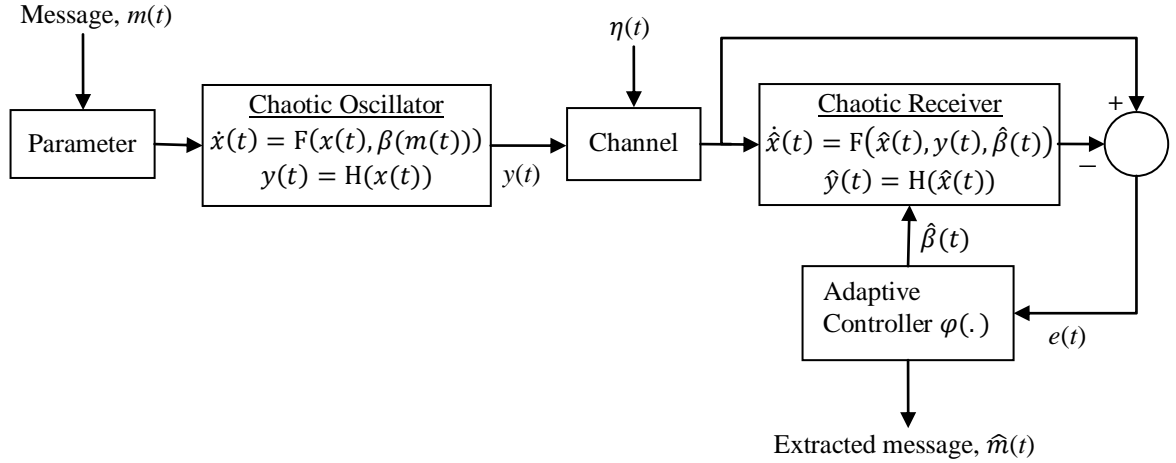 Message, m(t)
Parameter
Chaotic Oscillator
ẋ(t) = F(x(t), β(m(t)))
y(t) = H(x(t))
y(t)
η(t)
Channel
Chaotic Receiver
x̂̇(t) = F(x̂(t), y(t), β̂(t))
ŷ(t) = H(x̂(t))
+
−
β̂(t)
Adaptive
Controller φ(.)
e(t)
Extracted message, m̂(t)